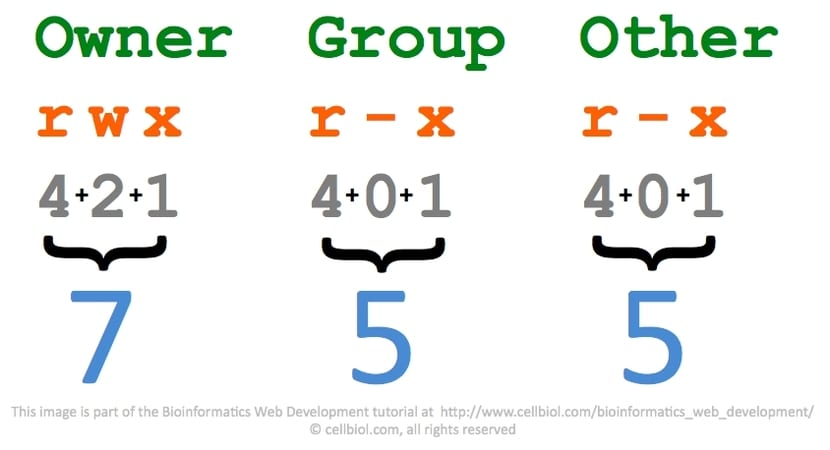 Owner Group Other
rwx r-x r-x
4+2+1 4+0+1 4+0+1
7 5 5
This image is part of the Bioinformatics Web Development tutorial at http://www.cellbiol.com/bioinformatics_web_development/
© cellbiol.com, all rights reserved